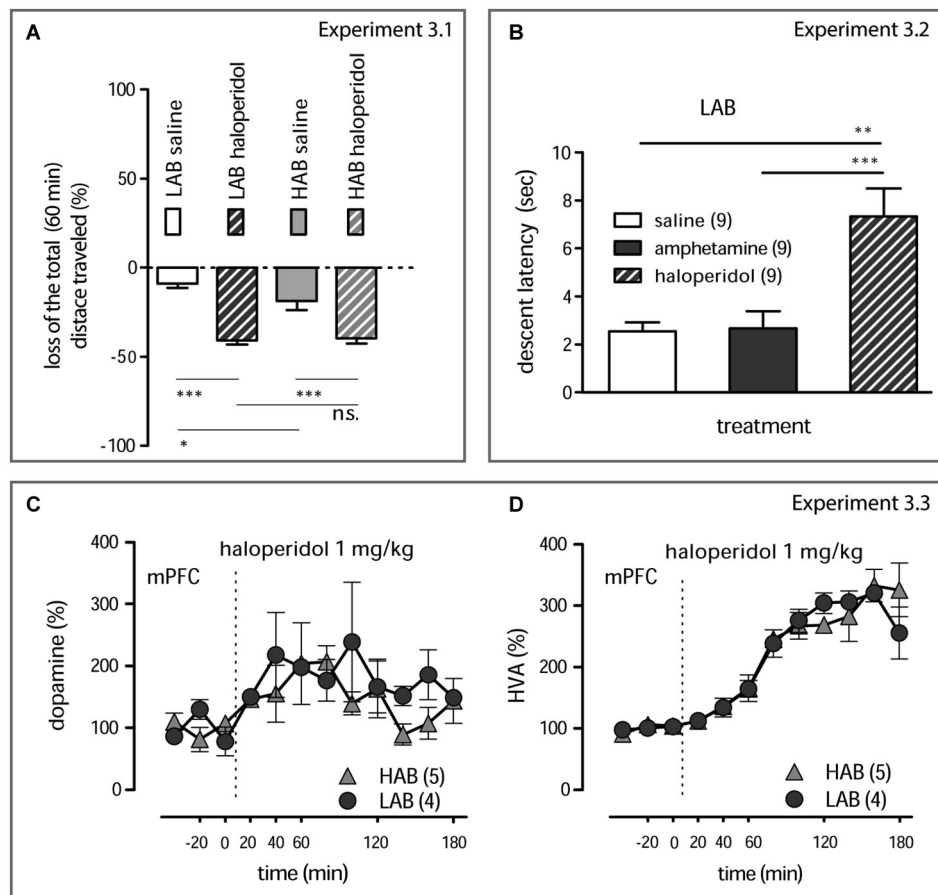 A
Experiment 3.1
LAB saline
LAB haloperidol
HAB saline
HAB haloperidol
loss of the total (60 min)
distace traveled (%)
100
50
0
-50
-100
***
***
ns.
*
B
Experiment 3.2
LAB
**
***
saline (9)
amphetamine (9)
haloperidol (9)
descent latency (sec)
10
8
6
4
2
0
treatment
Experiment 3.3
C
haloperidol 1 mg/kg
mPFC
dopamine (%)
400
300
200
100
0
HAB (5)
LAB (4)
-20 0 20 40 60 120 180
time (min)
D
haloperidol 1 mg/kg
mPFC
HVA (%)
400
300
200
100
0
HAB (5)
LAB (4)
-20 0 20 40 60 120 180
time (min)